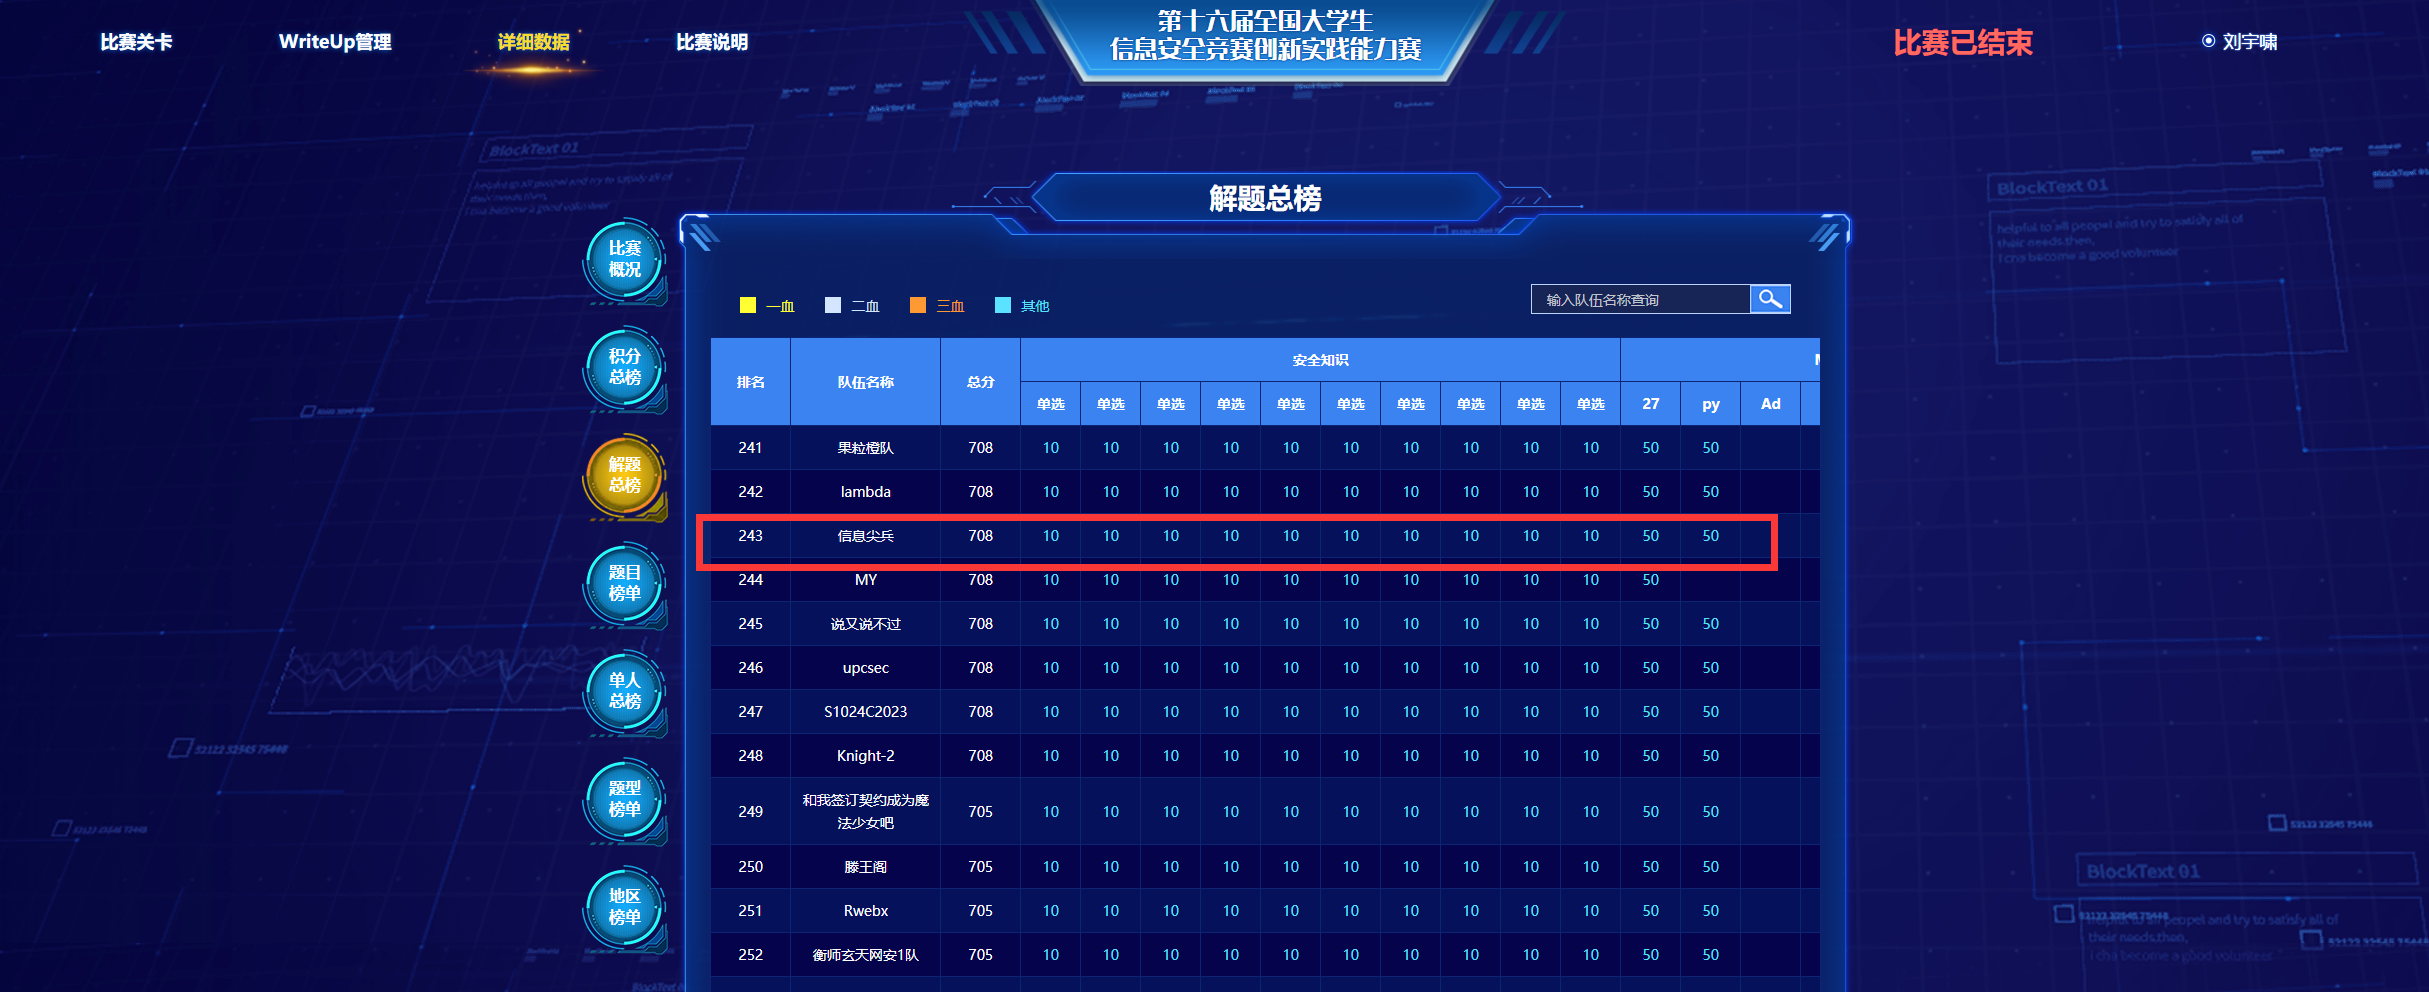 比赛关卡
WriteUp管理
详细数据
比赛说明
第十六届全国大学生
信息安全竞赛创新实践能力赛
比赛已结束
刘宇啸
BlockText 01
BlockText 01
解题总榜
比赛
概况
积分
总榜
解题
总榜
题目
榜单
单人
总榜
题型
榜单
地区
榜单
一血 二血 三血 其他
输入队伍名称查询
排名 队伍名称 总分 安全知识
单选 单选 单选 单选 单选 单选 单选 单选 单选 单选 27 py Ad
241 果粒橙队 708 10 10 10 10 10 10 10 10 10 10 50 50
242 lambda 708 10 10 10 10 10 10 10 10 10 10 50 50
243 信息尖兵 708 10 10 10 10 10 10 10 10 10 10 50 50
244 MY 708 10 10 10 10 10 10 10 10 10 10 50
245 说又说不过 708 10 10 10 10 10 10 10 10 10 10 50 50
246 upcsec 708 10 10 10 10 10 10 10 10 10 10 50 50
247 S1024C2023 708 10 10 10 10 10 10 10 10 10 10 50 50
248 Knight-2 708 10 10 10 10 10 10 10 10 10 10 50 50
249 和我签订契约成为魔
法少女吧 705 10 10 10 10 10 10 10 10 10 10 50 50
250 滕王阁 705 10 10 10 10 10 10 10 10 10 10 50 50
251 Rwebx 705 10 10 10 10 10 10 10 10 10 10 50 50
252 衡师玄天网安1队 705 10 10 10 10 10 10 10 10 10 10 50 50
BlockText 01